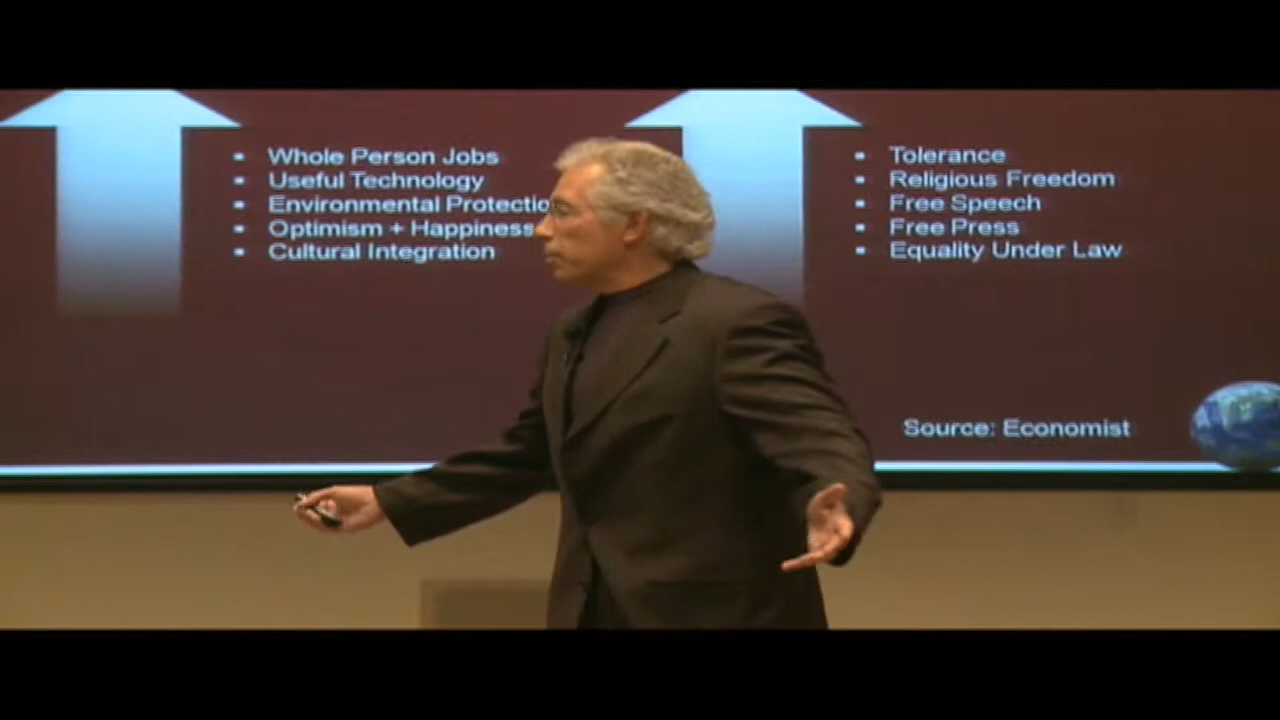 Whole Person Jobs
Useful Technology
Environmental Protectio
Optimism + Happiness
Cultural Integration
Tolerance
Religious Freedom
Free Speech
Free Press
Equality Under Law
Source: Economist